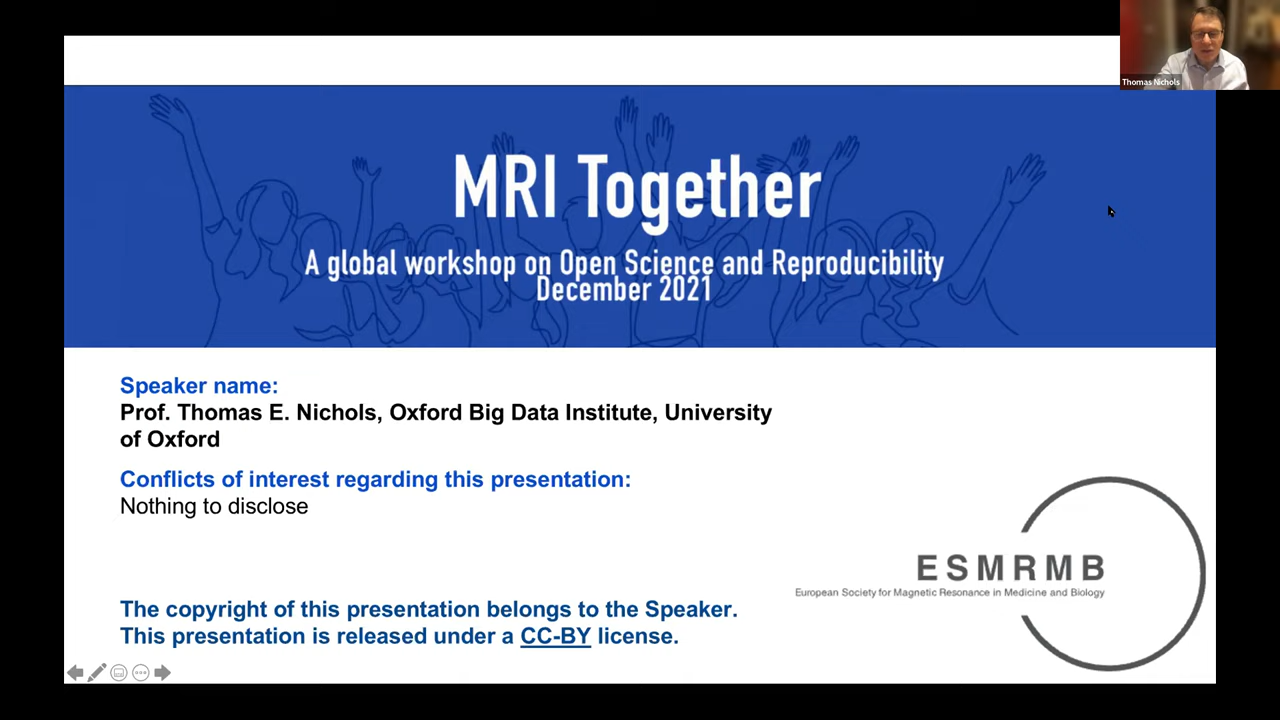 Thomas Nichols
MRI Together
A global workshop on Open Science and Reproducibility
December 2021
Speaker name:
Prof. Thomas E. Nichols, Oxford Big Data Institute, University
of Oxford
Conflicts of interest regarding this presentation:
Nothing to disclose
ESMRMB
European Society for Magnetic Resonance in Medicine and Biology
The copyright of this presentation belongs to the Speaker.
This presentation is released under a CC-BY license.